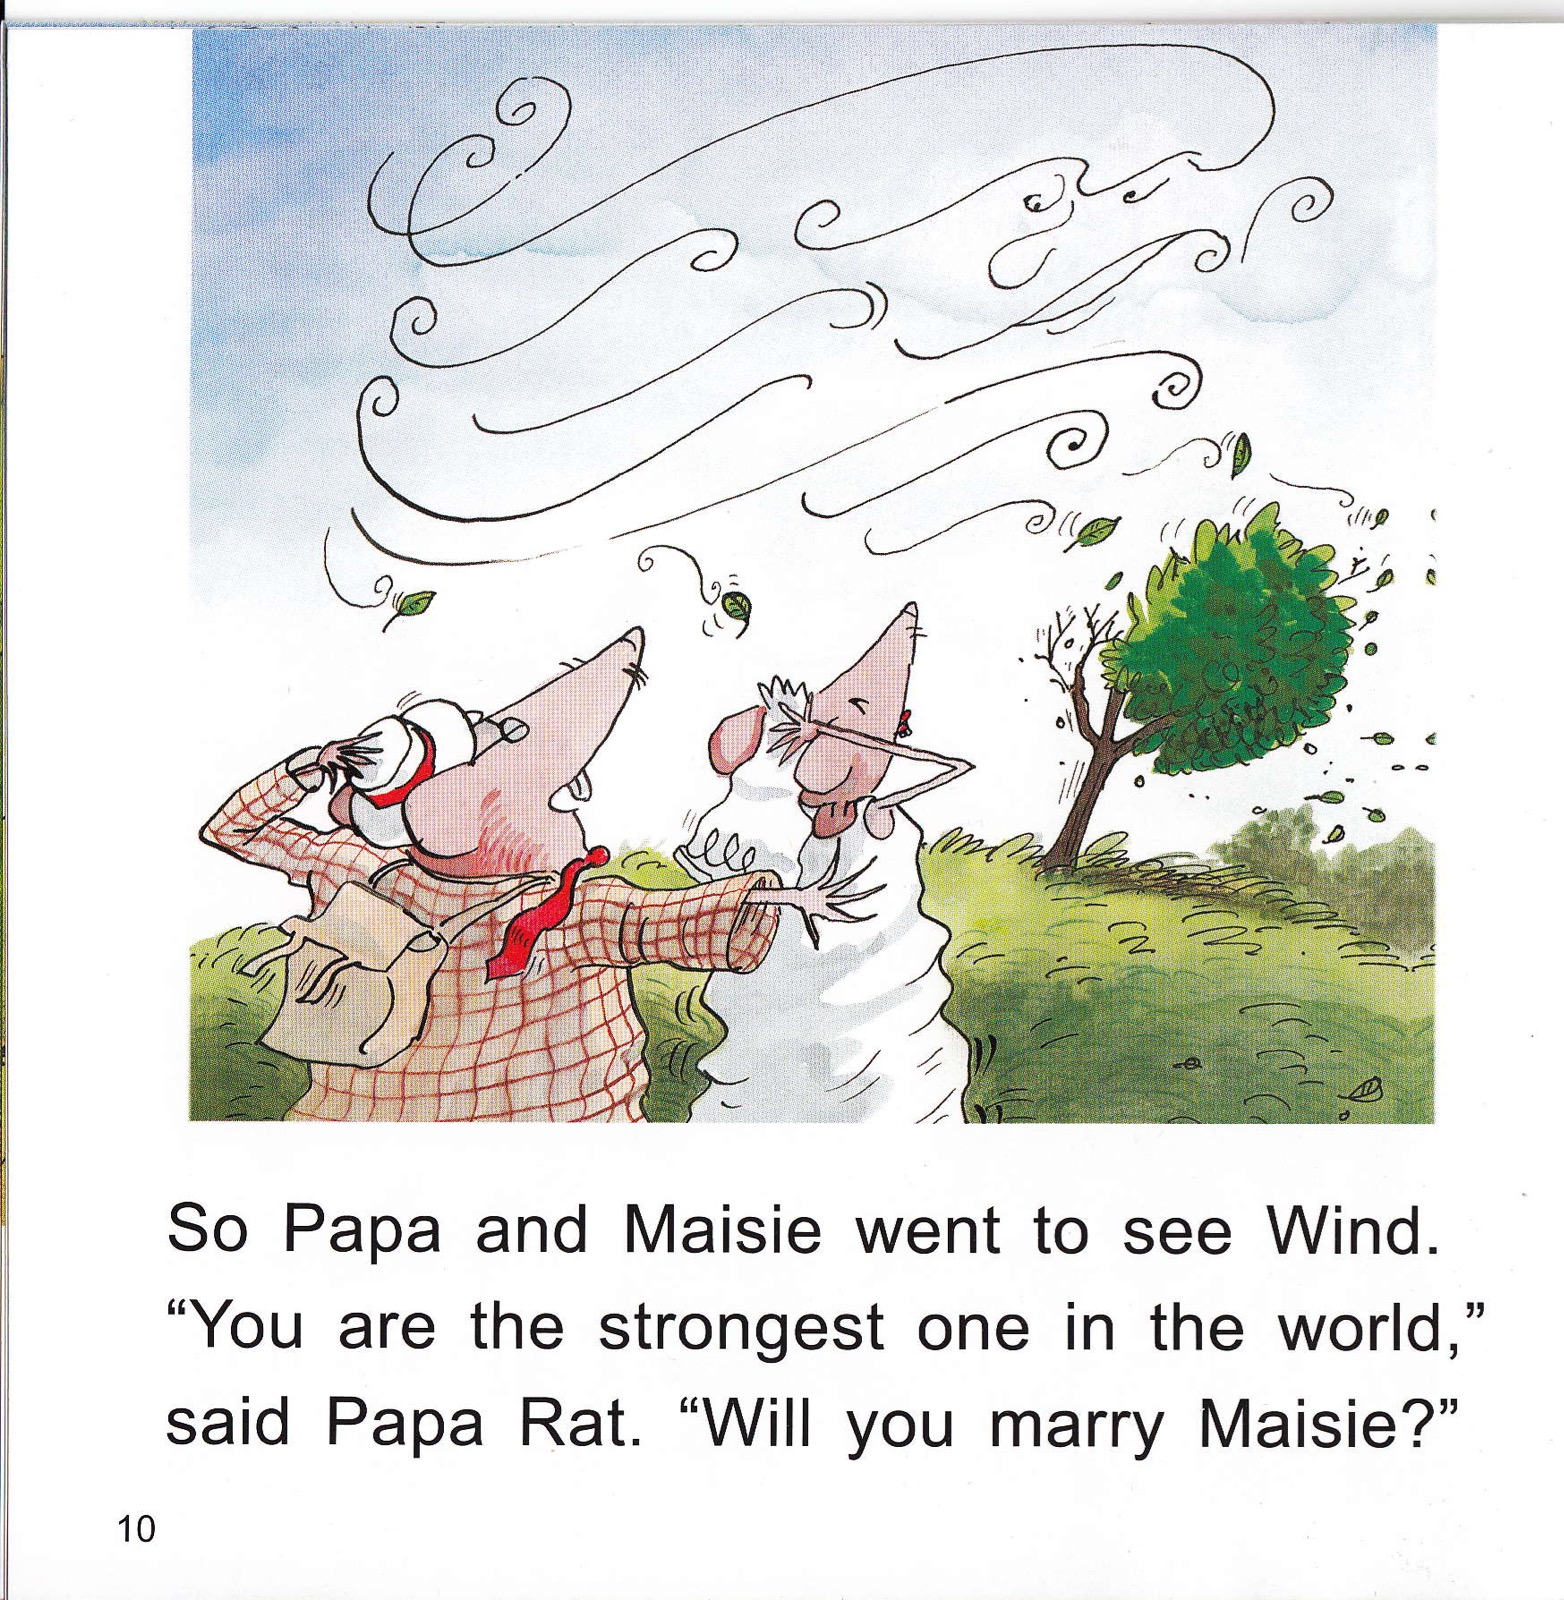 So Papa and Maisie went to see Wind.
“You are the strongest one in the world,”
said Papa Rat. “Will you marry Maisie?”
10